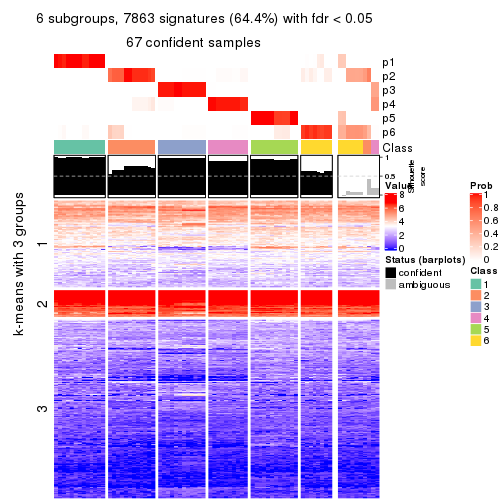 6 subgroups, 7863 signatures (64.4%) with fdr < 0.05
67 confident samples
p1
p2
p3
p4
p5
p6
Class
1
0.5
0
Silhouette
score
k-means with 3 groups
1
2
3
Value
8
6
4
2
0
Status (barplots)
confident
ambiguous
Prob
1
0.8
0.6
0.4
0.2
0
Class
1
2
3
4
5
6